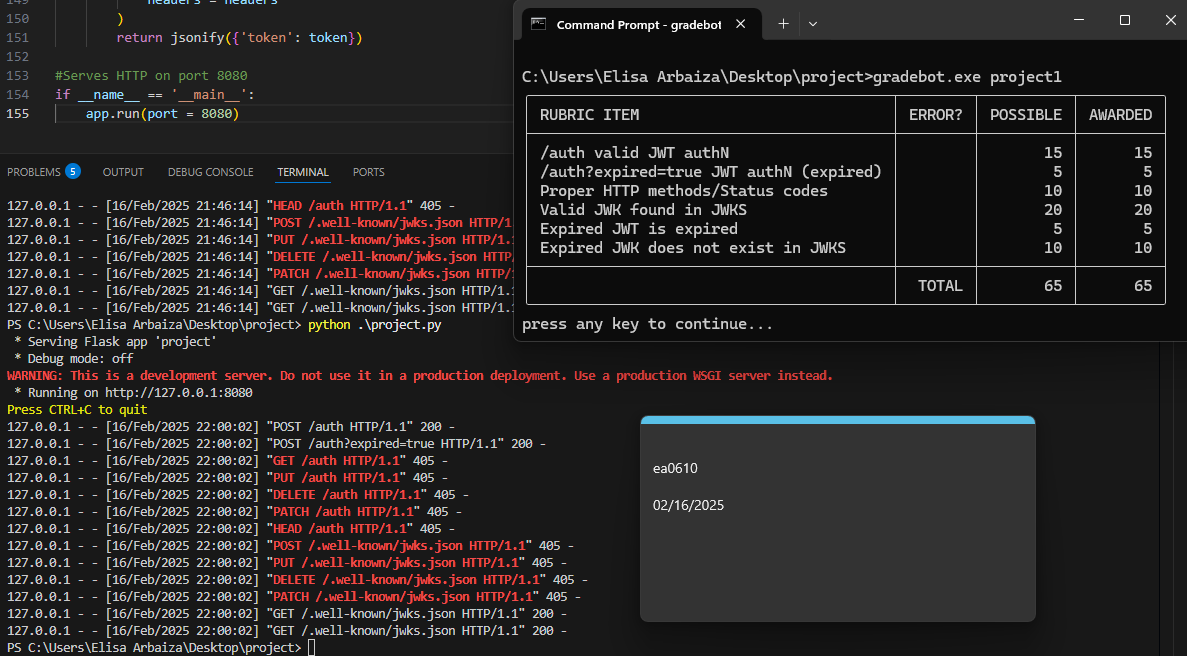 149 headers = headers
150 )
151 return jsonify({'token': token})
152
153 #Serves HTTP on port 8080
154 if __name__ == '__main__':
155 app.run(port = 8080)
PROBLEMS 5 OUTPUT DEBUG CONSOLE TERMINAL PORTS
127.0.0.1 - - [16/Feb/2025 21:46:14] "HEAD /auth HTTP/1.1" 405 -
127.0.0.1 - - [16/Feb/2025 21:46:14] "POST /.well-known/jwks.json HTTP/1.
127.0.0.1 - - [16/Feb/2025 21:46:14] "PUT /.well-known/jwks.json HTTP/1.1
127.0.0.1 - - [16/Feb/2025 21:46:14] "DELETE /.well-known/jwks.json HTTP/
127.0.0.1 - - [16/Feb/2025 21:46:14] "PATCH /.well-known/jwks.json HTTP/1
127.0.0.1 - - [16/Feb/2025 21:46:14] "GET /.well-known/jwks.json HTTP/1.1
127.0.0.1 - - [16/Feb/2025 21:46:14] "GET /.well-known/jwks.json HTTP/1.1
PS C:\Users\Elisa Arbaiza\Desktop\project> python .\project.py
* Serving Flask app 'project'
* Debug mode: off
WARNING: This is a development server. Do not use it in a production deployment. Use a production WSGI server instead.
* Running on http://127.0.0.1:8080
Press CTRL+C to quit
127.0.0.1 - - [16/Feb/2025 22:00:02] "POST /auth HTTP/1.1" 200 -
127.0.0.1 - - [16/Feb/2025 22:00:02] "POST /auth?expired=true HTTP/1.1" 200 -
127.0.0.1 - - [16/Feb/2025 22:00:02] "GET /auth HTTP/1.1" 405 -
127.0.0.1 - - [16/Feb/2025 22:00:02] "PUT /auth HTTP/1.1" 405 -
127.0.0.1 - - [16/Feb/2025 22:00:02] "DELETE /auth HTTP/1.1" 405 -
127.0.0.1 - - [16/Feb/2025 22:00:02] "PATCH /auth HTTP/1.1" 405 -
127.0.0.1 - - [16/Feb/2025 22:00:02] "HEAD /auth HTTP/1.1" 405 -
127.0.0.1 - - [16/Feb/2025 22:00:02] "POST /.well-known/jwks.json HTTP/1.1" 405 -
127.0.0.1 - - [16/Feb/2025 22:00:02] "PUT /.well-known/jwks.json HTTP/1.1" 405 -
127.0.0.1 - - [16/Feb/2025 22:00:02] "DELETE /.well-known/jwks.json HTTP/1.1" 405 -
127.0.0.1 - - [16/Feb/2025 22:00:02] "PATCH /.well-known/jwks.json HTTP/1.1" 405 -
127.0.0.1 - - [16/Feb/2025 22:00:02] "GET /.well-known/jwks.json HTTP/1.1" 200 -
127.0.0.1 - - [16/Feb/2025 22:00:02] "GET /.well-known/jwks.json HTTP/1.1" 200 -
PS C:\Users\Elisa Arbaiza\Desktop\project>
Command Prompt - gradebot
C:\Users\Elisa Arbaiza\Desktop\project>gradebot.exe project1
RUBRIC ITEM ERROR? POSSIBLE AWARDED
/auth valid JWT authN 15 15
/auth?expired=true JWT authN (expired) 5 5
Proper HTTP methods/Status codes 10 10
Valid JWK found in JWKS 20 20
Expired JWT is expired 5 5
Expired JWK does not exist in JWKS 10 10
TOTAL 65 65
press any key to continue...
ea0610
02/16/2025